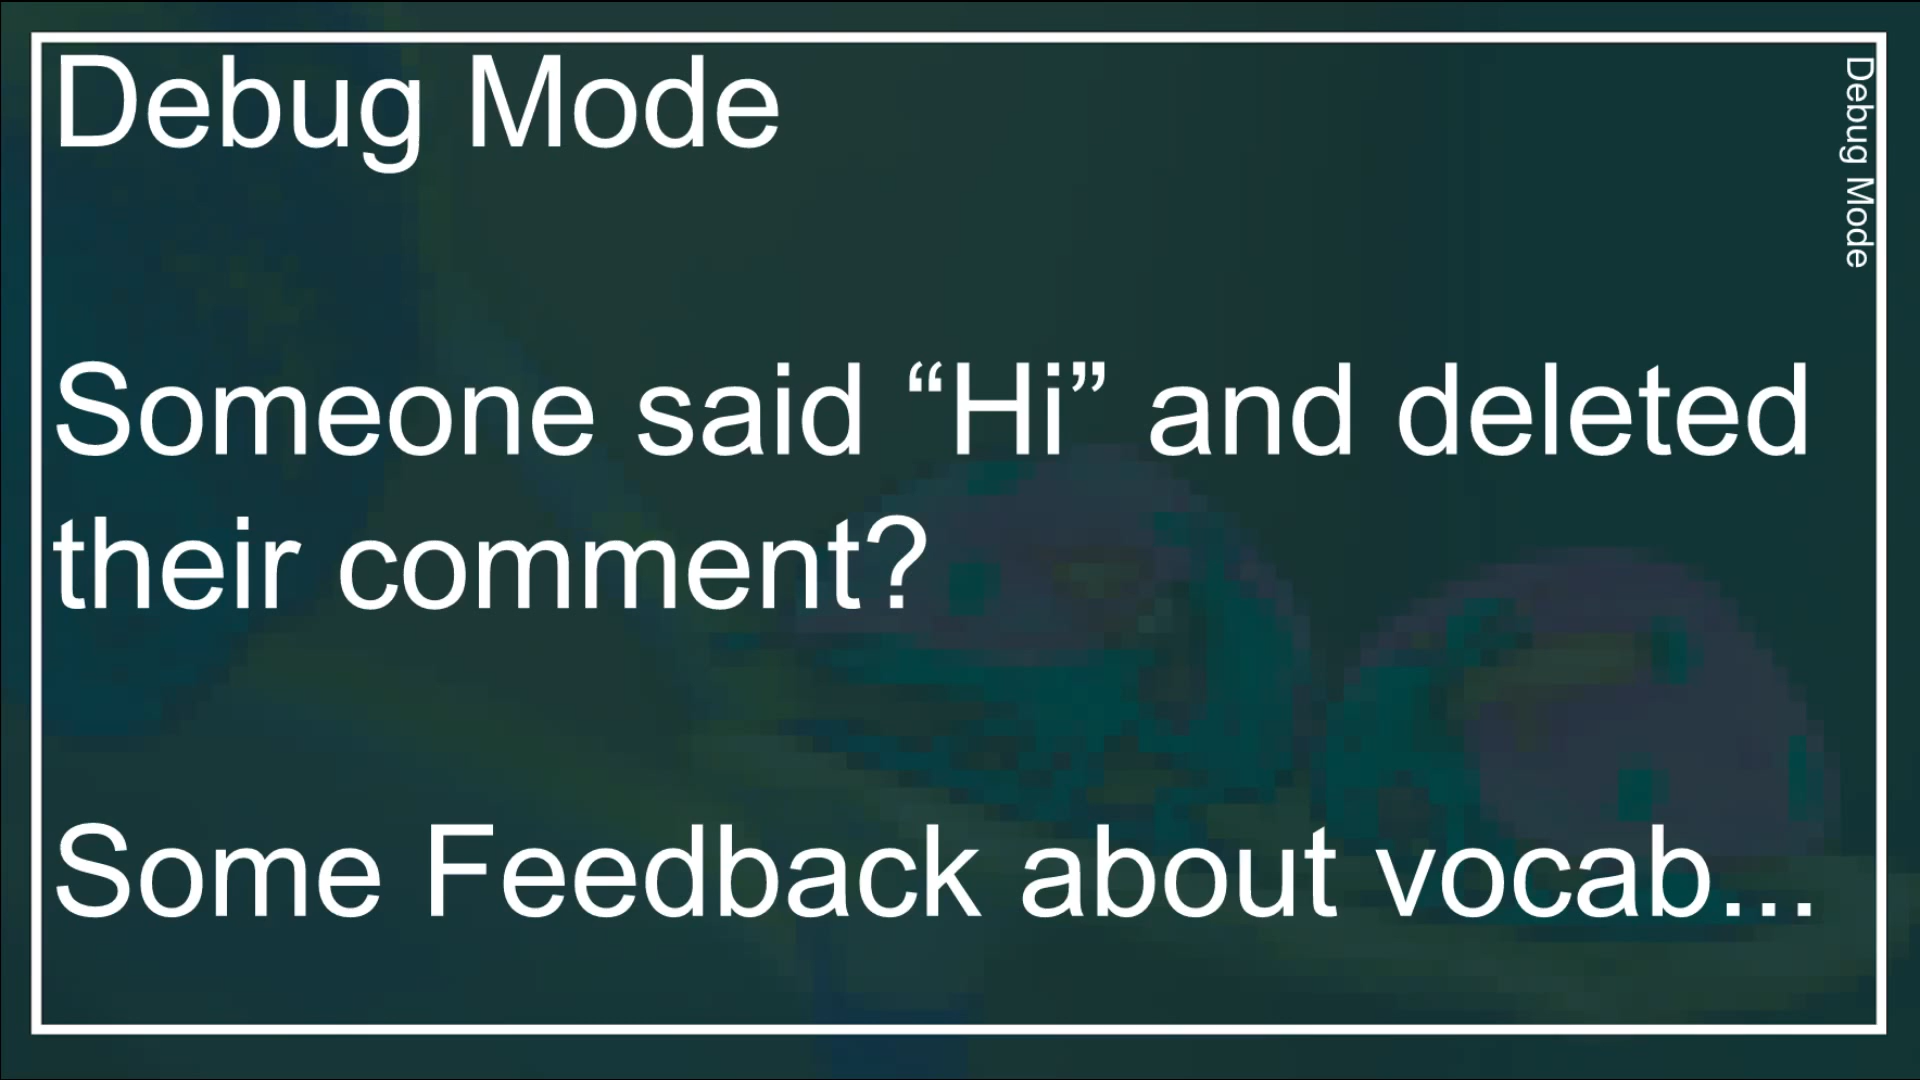 Debug Mode
Someone said “Hi” and deleted
their comment?
Some Feedback about vocab...
Debug Mode